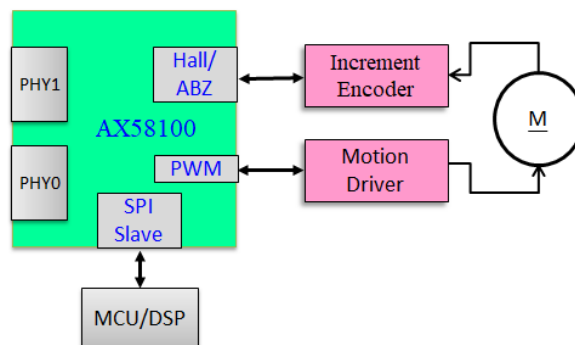 PHY1
Hall/
ABZ
Increment
Encoder
M
AX58100
PHY0
PWM
Motion
Driver
SPI
Slave
MCU/DSP